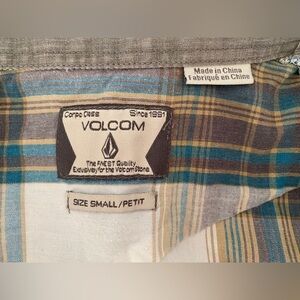 Made in China
Fabriqué en Chine
Corpo Class Since 1991
VOLCOM
The FINEST Quality
Exclusively for the Volcom Stone
SIZE SMALL/PETIT